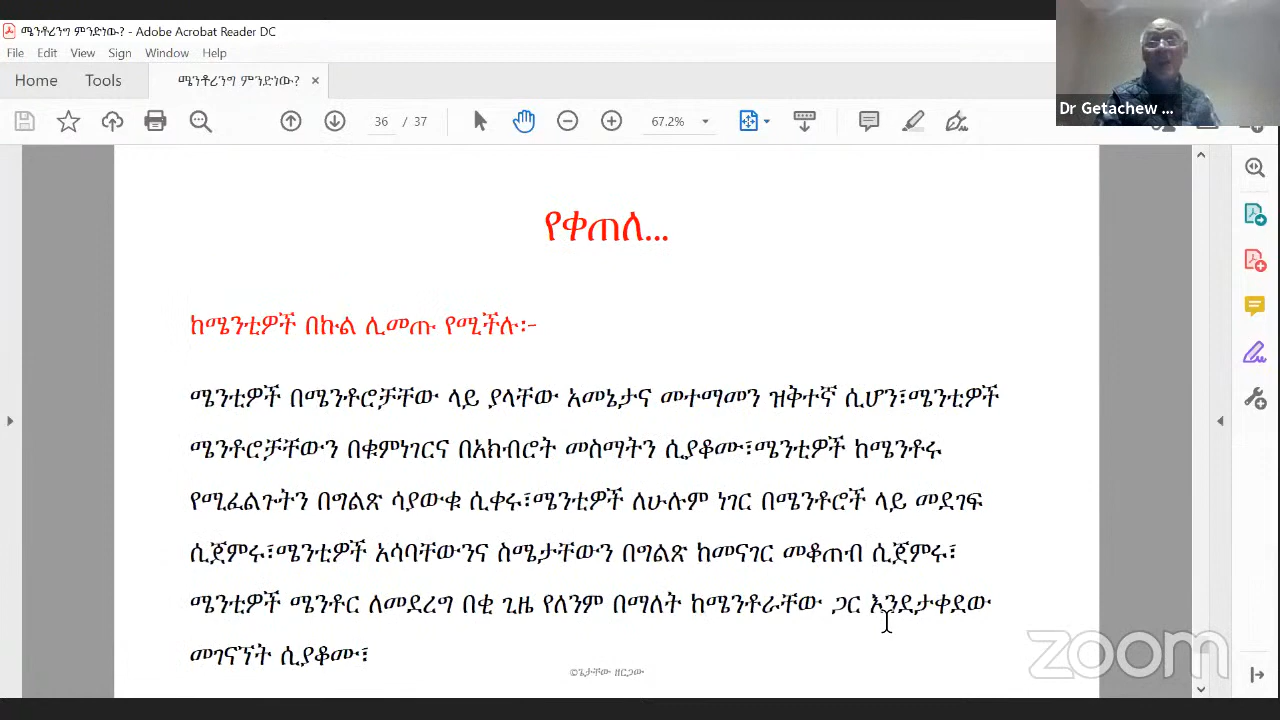 ሜንቶሪንግ ምንድነው? - Adobe Acrobat Reader DC
File Edit View Sign Window Help
Home Tools ሜንቶሪንግ ምንድነው? ×
36 / 37 67.2%
Dr Getachew ...
የቀጠለ...
ከሜንቲዎች በኩል ሊመጡ የሚችሉ፡-
ሜንቲዎች በሜንቶሮቻቸው ላይ ያላቸው አመኔታና መተማመን ዝቅተኛ ሲሆን፣ሜንቲዎች
ሜንቶሮቻቸውን በቁምነገርና በአክብሮት መስማትን ሲያቆሙ፣ሜንቲዎች ከሜንቶሩ
የሚፈልጉትን በግልጽ ሳያውቁ ሲቀሩ፣ሜንቲዎች ለሁሉም ነገር በሜንቶሮች ላይ መደገፍ
ሲጀምሩ፣ሜንቲዎች አሳባቸውንና ስሜታቸውን በግልጽ ከመናገር መቆጠብ ሲጀምሩ፣
ሜንቲዎች ሜንቶር ለመደረግ በቂ ጊዜ የለንም በማለት ከሜንቶራቸው ጋር እንደታቀደው
መገናኘት ሲያቆሙ፣
©ጌታቸው ዘርጋው
zoom